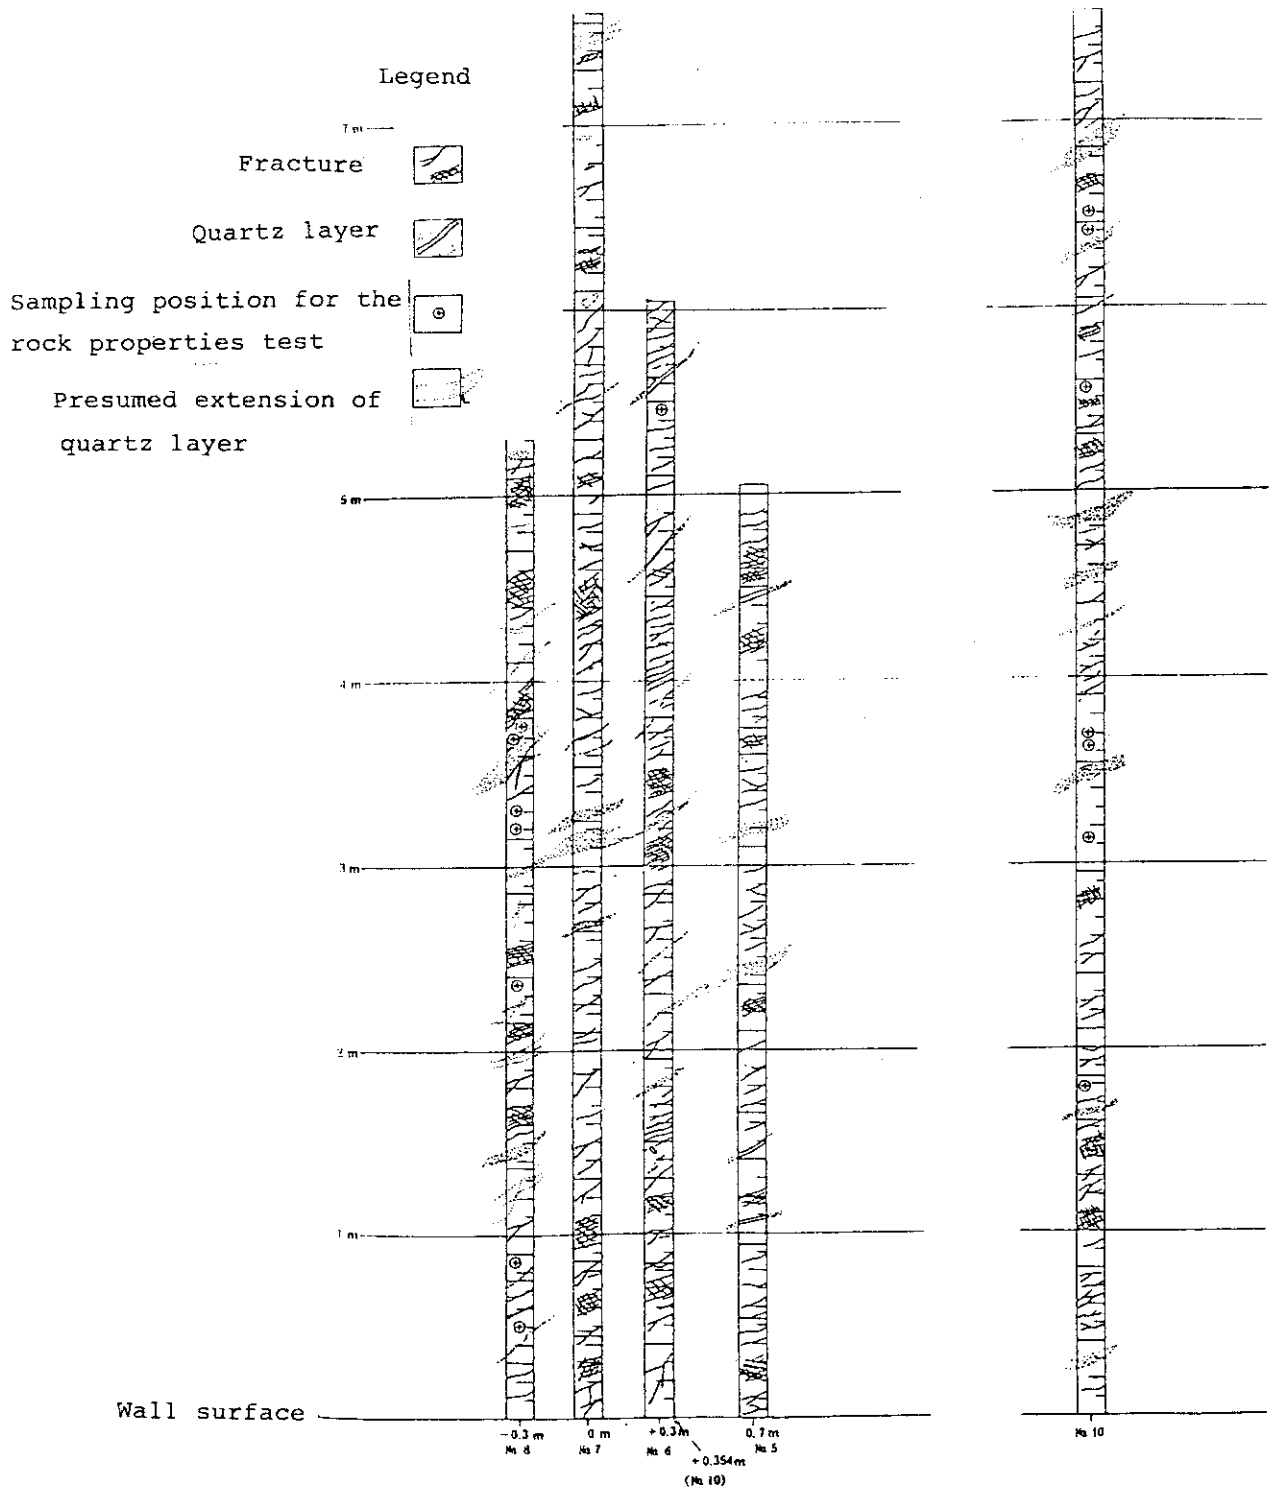 Legend
7 m
Fracture
Quartz layer
Sampling position for the
rock properties test
Presumed extension of
quartz layer
5 m
4 m
3 m
2 m
1 m
Wall surface
-0.3 m
No 8
0 m
No 7
+0.3 m
No 6
0.7 m
No 5
+0.354m
(No 10)
No 10